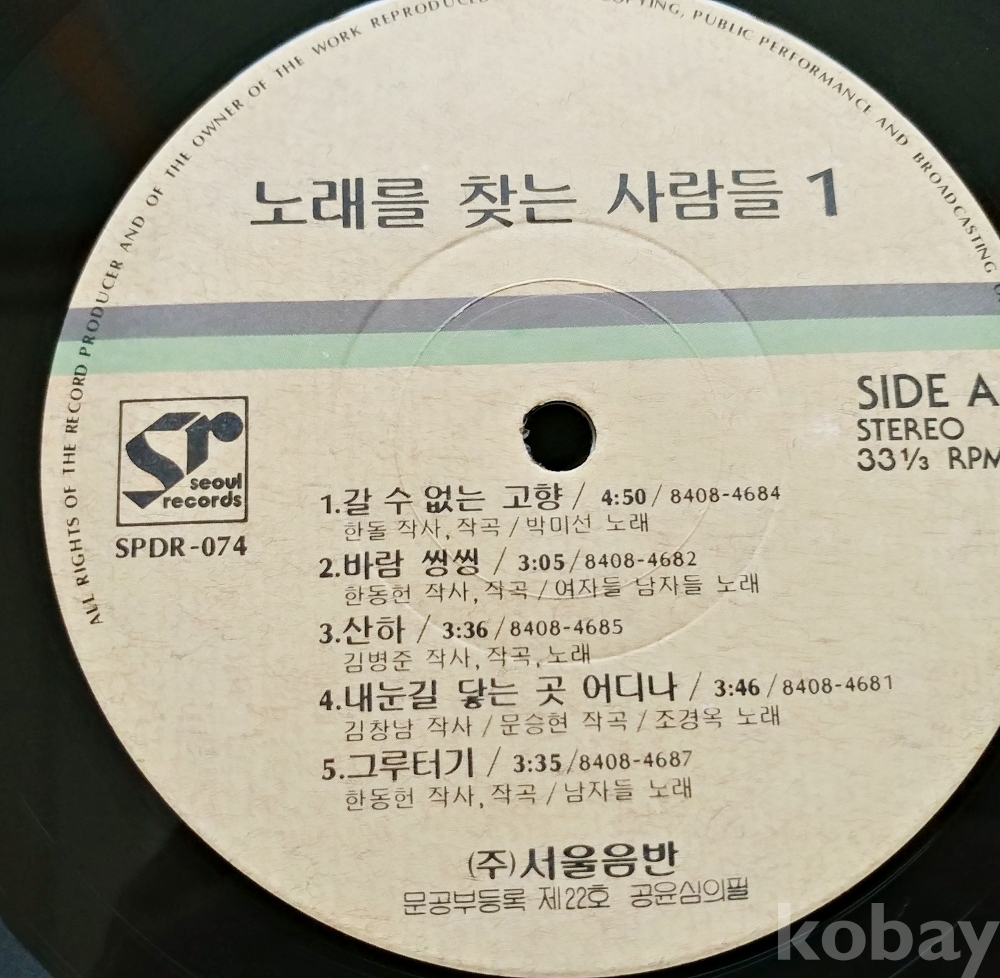 ALL RIGHTS OF THE RECORD PRODUCER AND OF THE OWNER OF THE WORK REPRODUCED
COPYING, PUBLIC PERFORMANCE AND BROADCASTING
노래를 찾는 사람들 1
SIDE A
STEREO
33⅓ RPM
Sr
seoul
records
SPDR-074
1.갈 수 없는 고향 / 4:50 / 8408-4684
한돌 작사, 작곡 / 박미선 노래
2.바람 씽씽 / 3:05 / 8408-4682
한동헌 작사, 작곡 / 여자들 남자들 노래
3.산하 / 3:36 / 8408-4685
김병준 작사, 작곡, 노래
4.내눈길 닿는 곳 어디나 / 3:46 / 8408-4681
김창남 작사 / 문승현 작곡 / 조경옥 노래
5.그루터기 / 3:35 / 8408-4687
한동헌 작사, 작곡 / 남자들 노래
(주)서울음반
문공부등록 제22호 공윤심의필
kobay